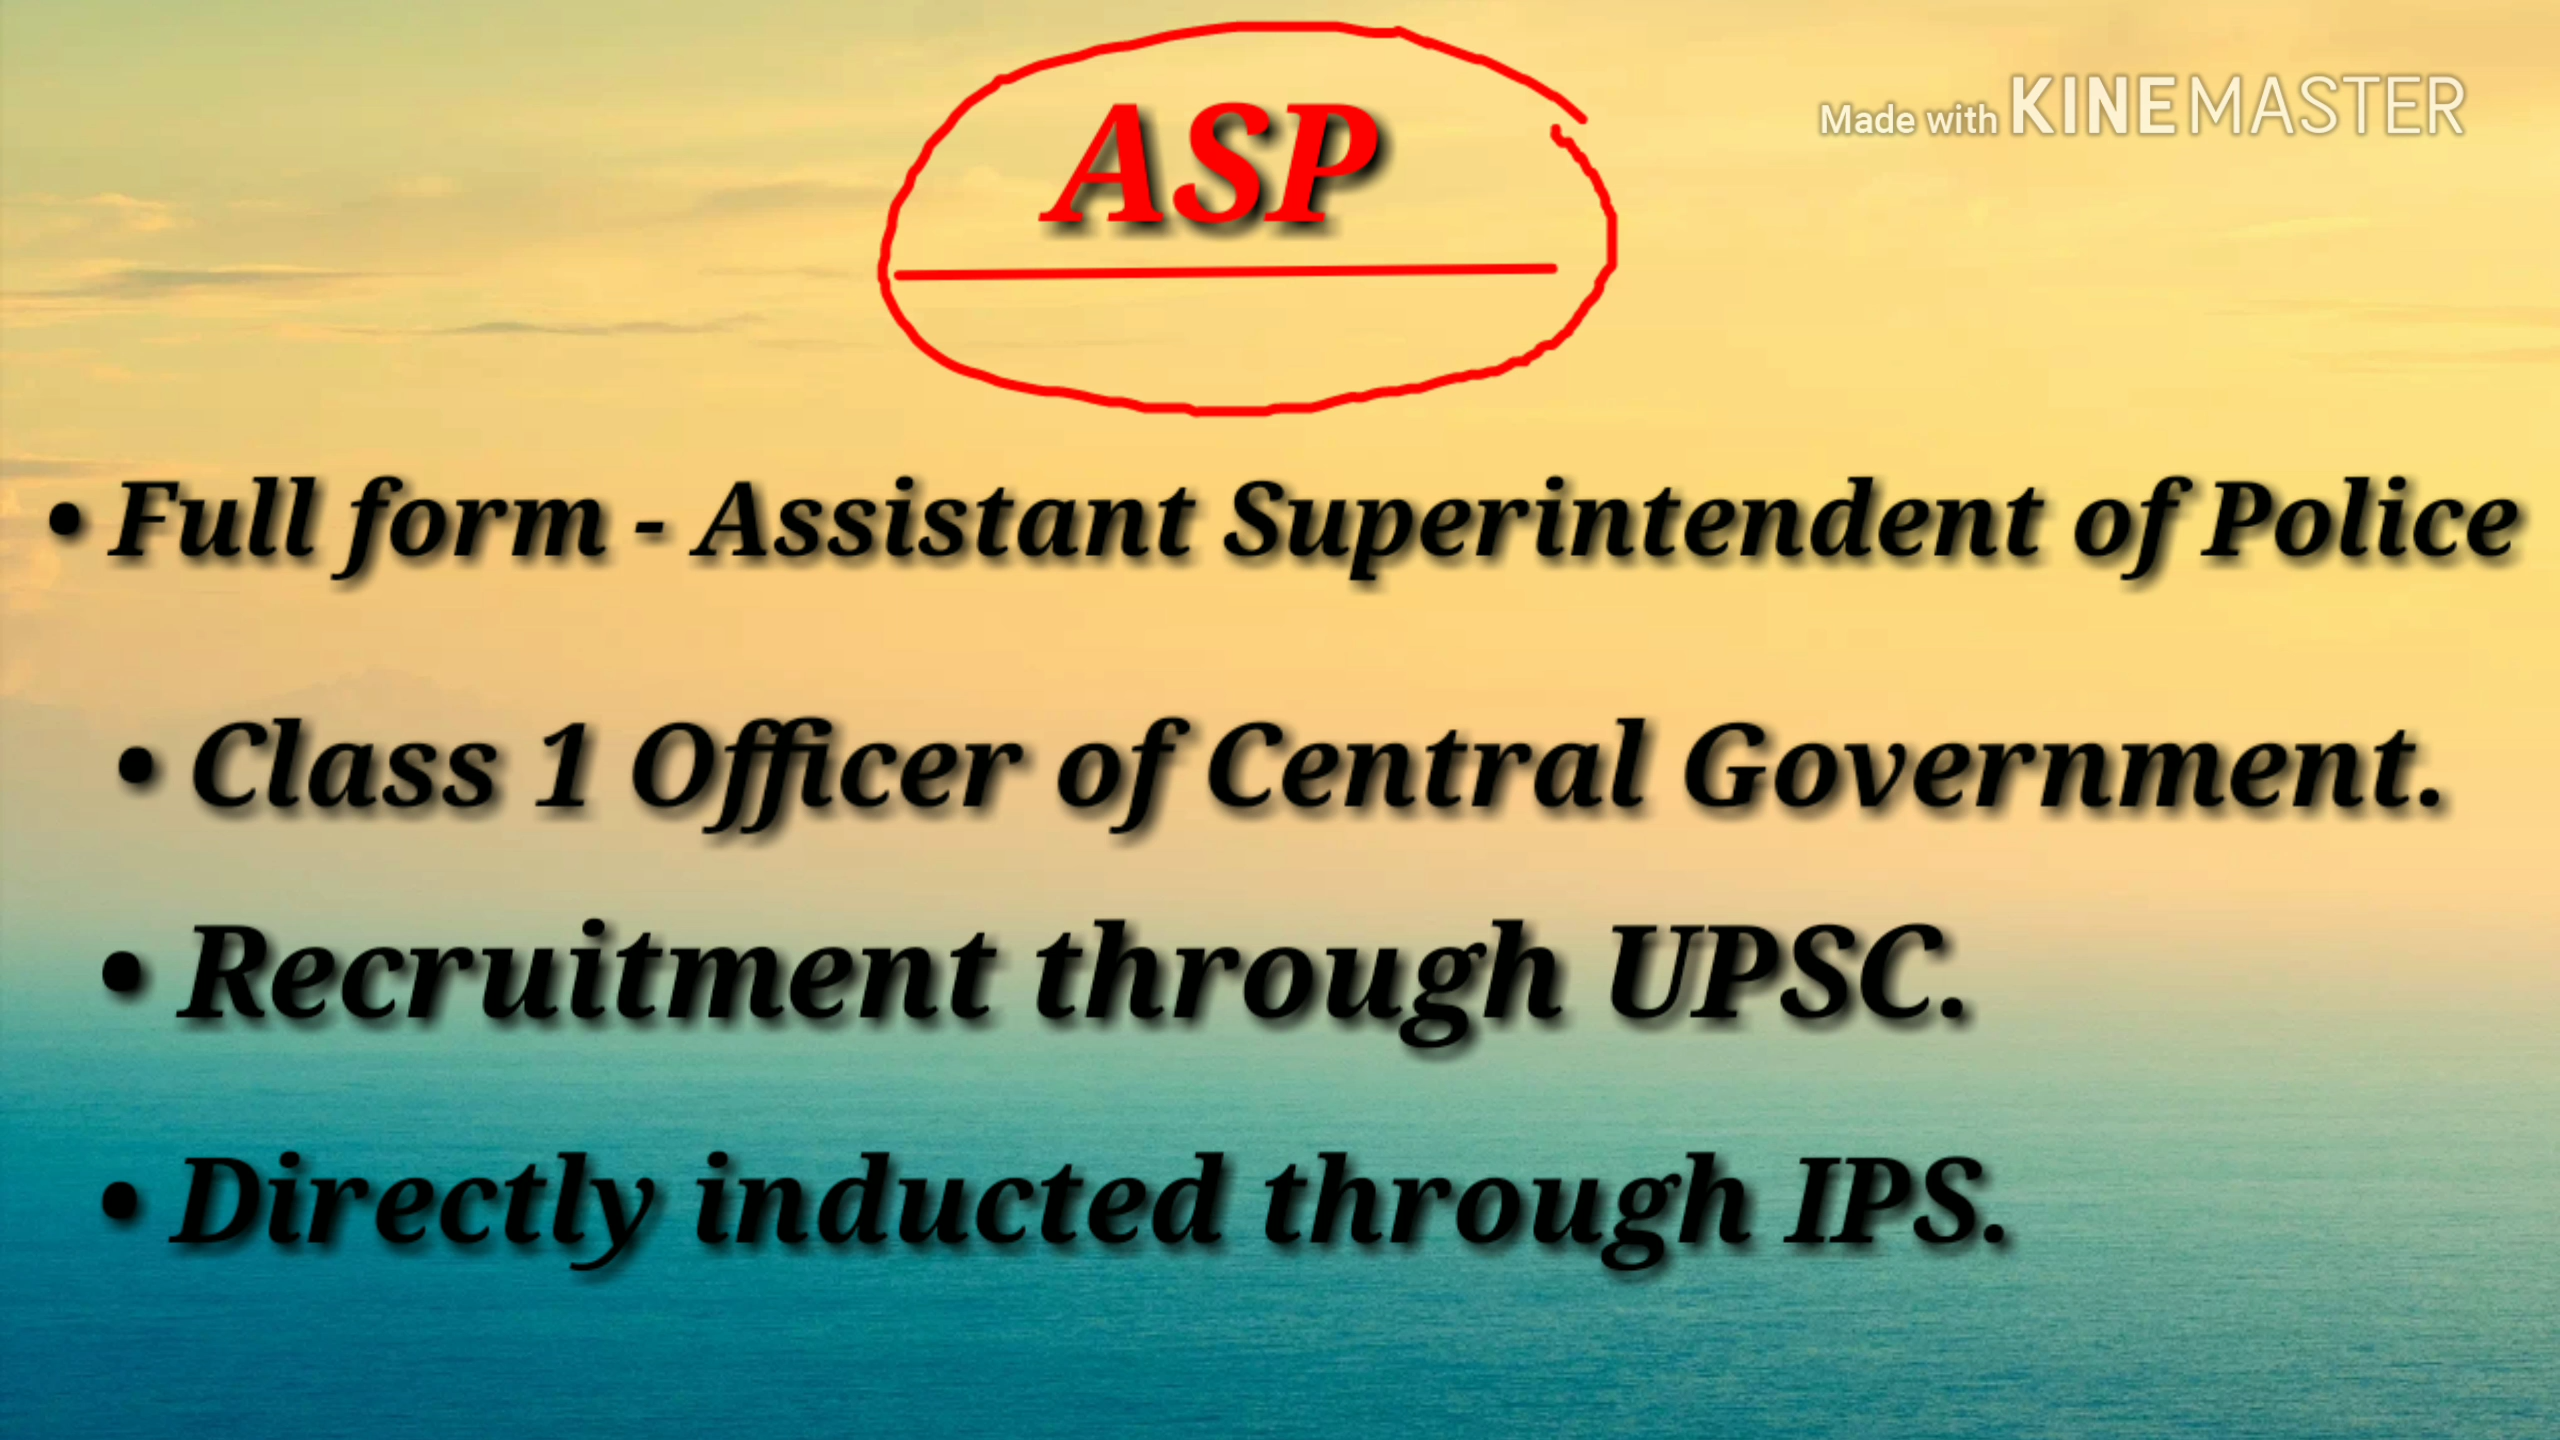 ASP
Made with KINEMASTER
• Full form - Assistant Superintendent of Police
• Class 1 Officer of Central Government.
• Recruitment through UPSC.
• Directly inducted through IPS.